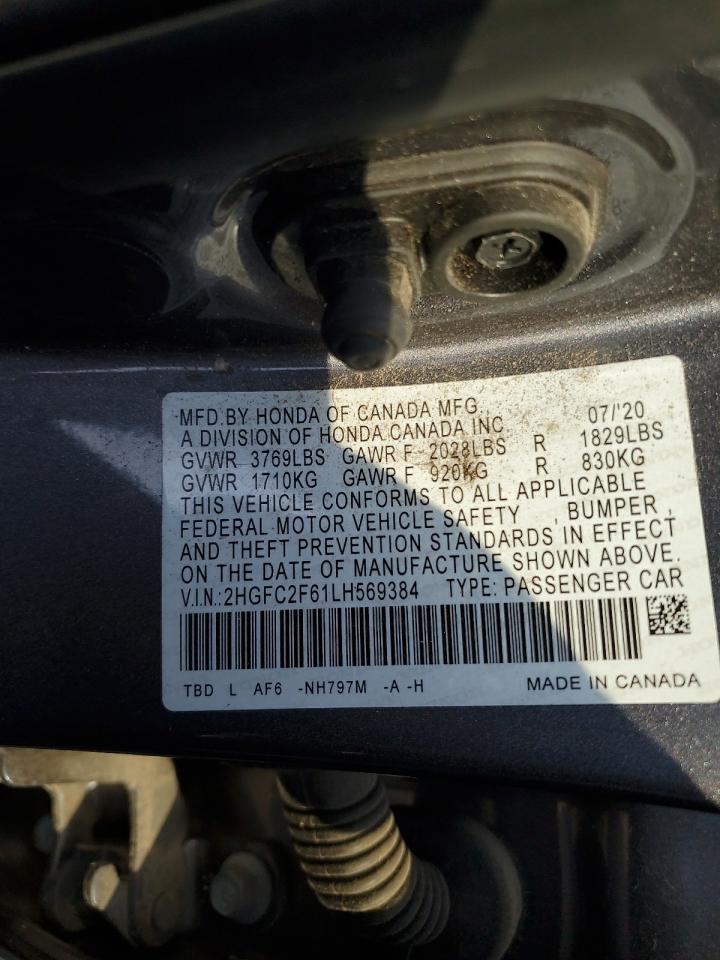 MFD.BY HONDA OF CANADA MFG., 07/'20
A DIVISION OF HONDA CANADA INC
GVWR 3769LBS GAWR F 2028LBS R 1829LBS
GVWR 1710KG GAWR F 920KG R 830KG
THIS VEHICLE CONFORMS TO ALL APPLICABLE
FEDERAL MOTOR VEHICLE SAFETY , BUMPER ,
AND THEFT PREVENTION STANDARDS IN EFFECT
ON THE DATE OF MANUFACTURE SHOWN ABOVE.
V.I.N.:2HGFC2F61LH569384 TYPE: PASSENGER CAR
TBD L AF6 -NH797M -A -H MADE IN CANADA